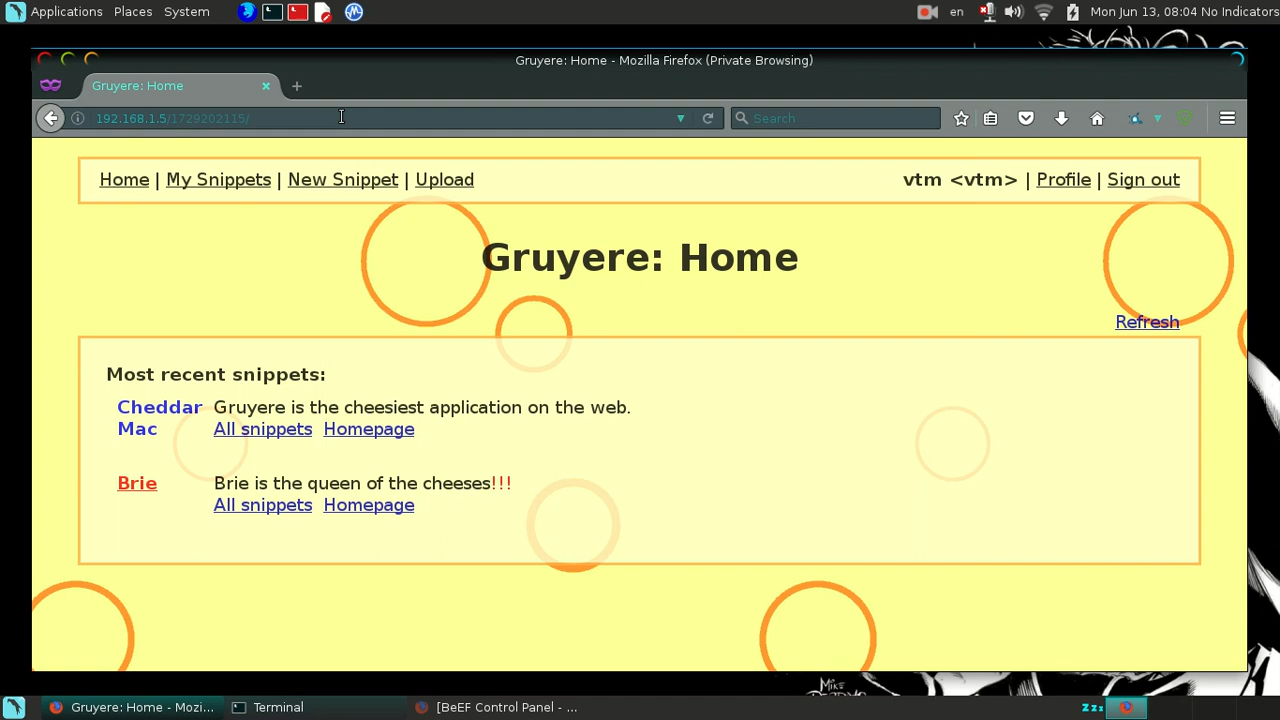 Applications Places System en Mon Jun 13, 08:04 No Indicators
Gruyere: Home - Mozilla Firefox (Private Browsing)
Gruyere: Home
192.168.1.5/1729202115/ Search
Home | My Snippets | New Snippet | Upload vtm <vtm> | Profile | Sign out
Gruyere: Home
Refresh
Most recent snippets:
Cheddar Gruyere is the cheesiest application on the web.
Mac All snippets Homepage
Brie Brie is the queen of the cheeses!!!
All snippets Homepage
Gruyere: Home - Mozi... Terminal [BeEF Control Panel - ... Zzz